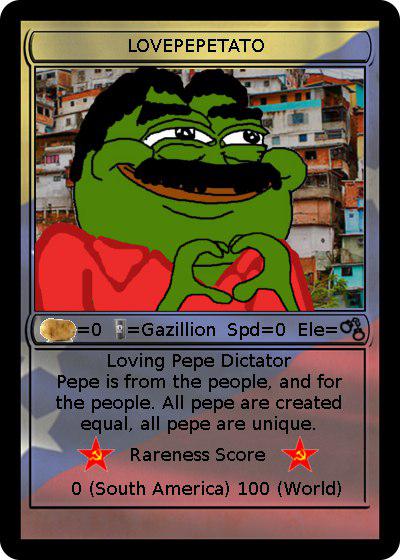 LOVEPEPETATO
=0 =Gazillion Spd=0 Ele=
Loving Pepe Dictator
Pepe is from the people, and for
the people. All pepe are created
equal, all pepe are unique.
Rareness Score
0 (South America) 100 (World)